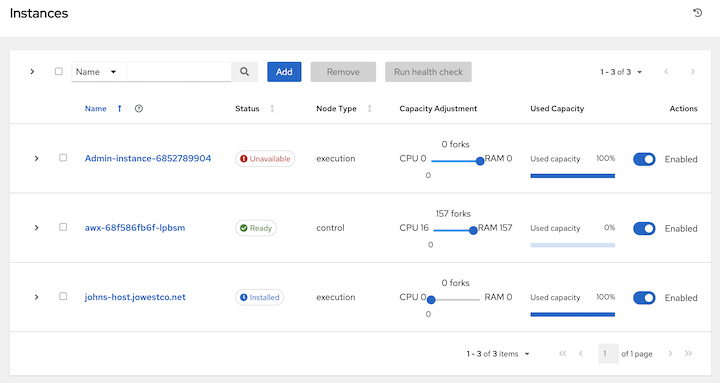 Instances
Name
Add
Remove
Run health check
1 - 3 of 3
Name
Status
Node Type
Capacity Adjustment
Used Capacity
Actions
Admin-instance-6852789904
Unavailable
execution
0 forks
CPU 0
RAM 0
0
Used capacity
100%
Enabled
awx-68f586fb6f-lpbsm
Ready
control
157 forks
CPU 16
RAM 157
0
Used capacity
0%
Enabled
johns-host.jowestco.net
Installed
execution
0 forks
CPU 0
RAM 0
0
Used capacity
100%
Enabled
1 - 3 of 3 items
1
of 1 page